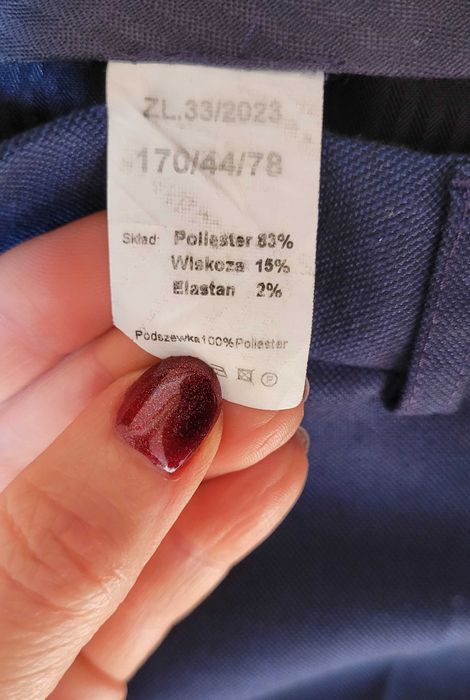 ZL.33/2023
170/44/78
Skład: Poliester 83%
Wiskoza 15%
Elastan 2%
Podszewka 100% Poliester
P